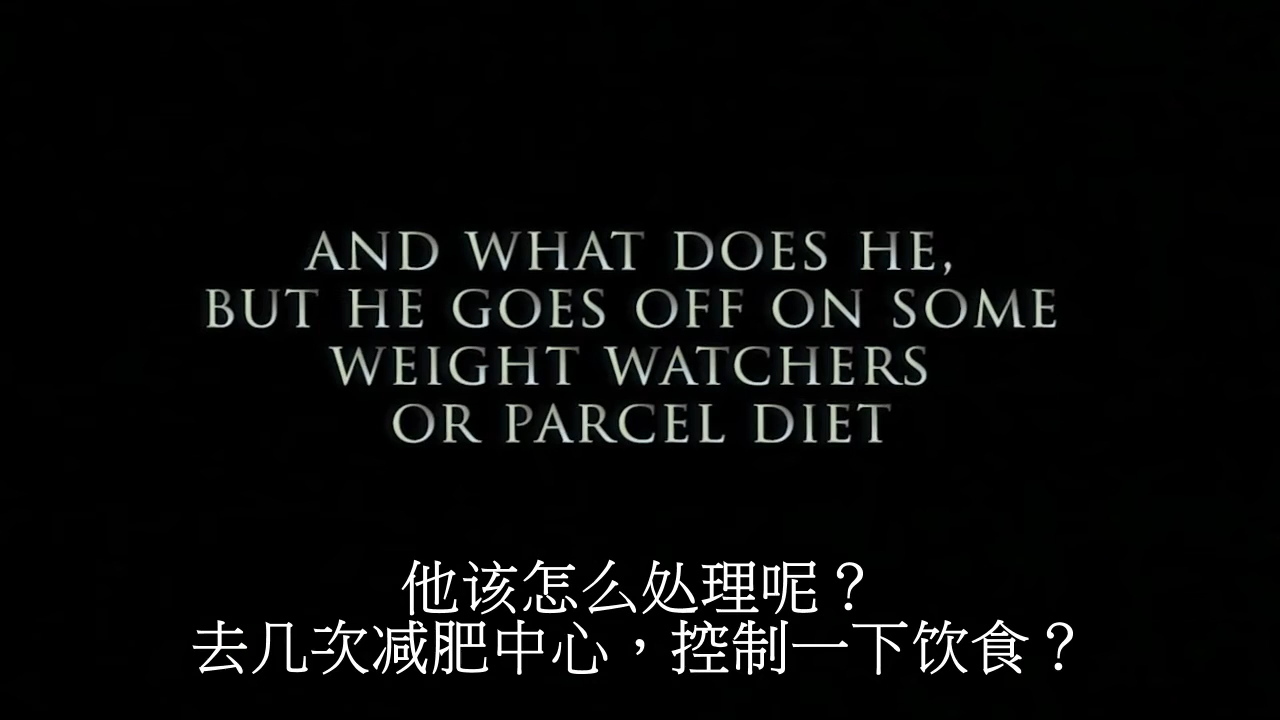 AND WHAT DOES HE,
BUT HE GOES OFF ON SOME
WEIGHT WATCHERS
OR PARCEL DIET
他该怎么处理呢？
去几次减肥中心，控制一下饮食？